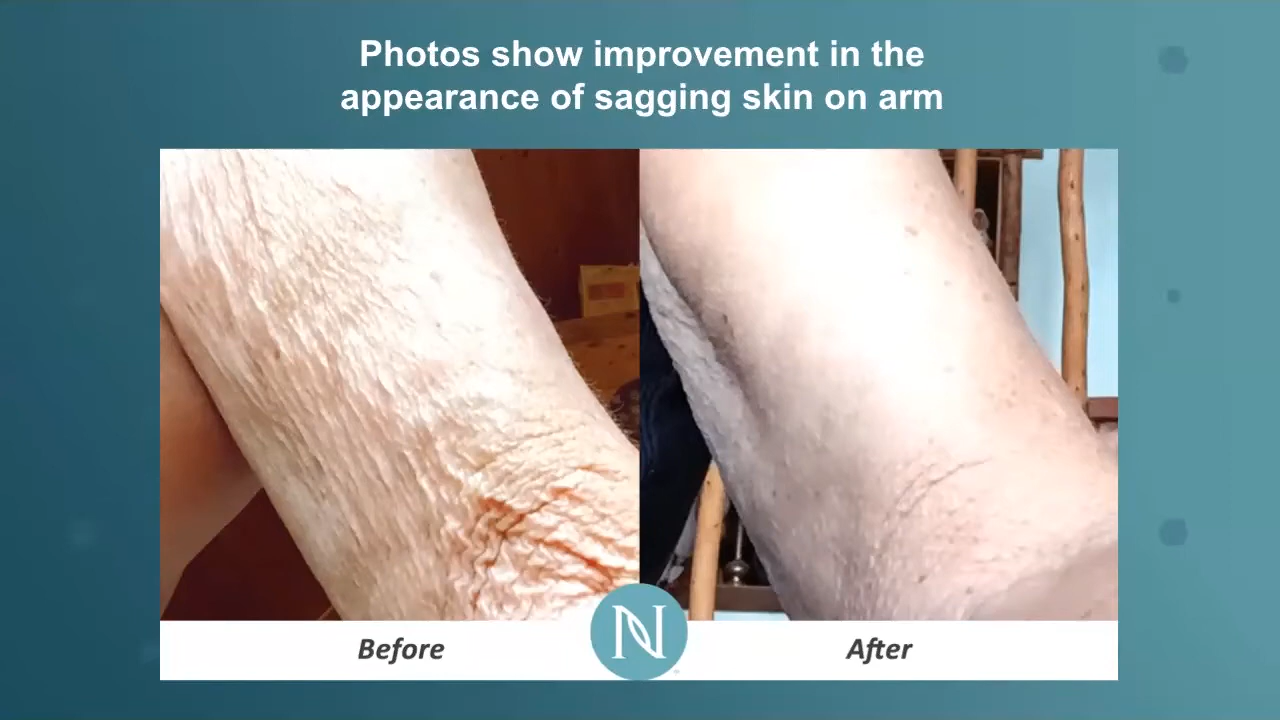 Photos show improvement in the
appearance of sagging skin on arm
Before
N
After